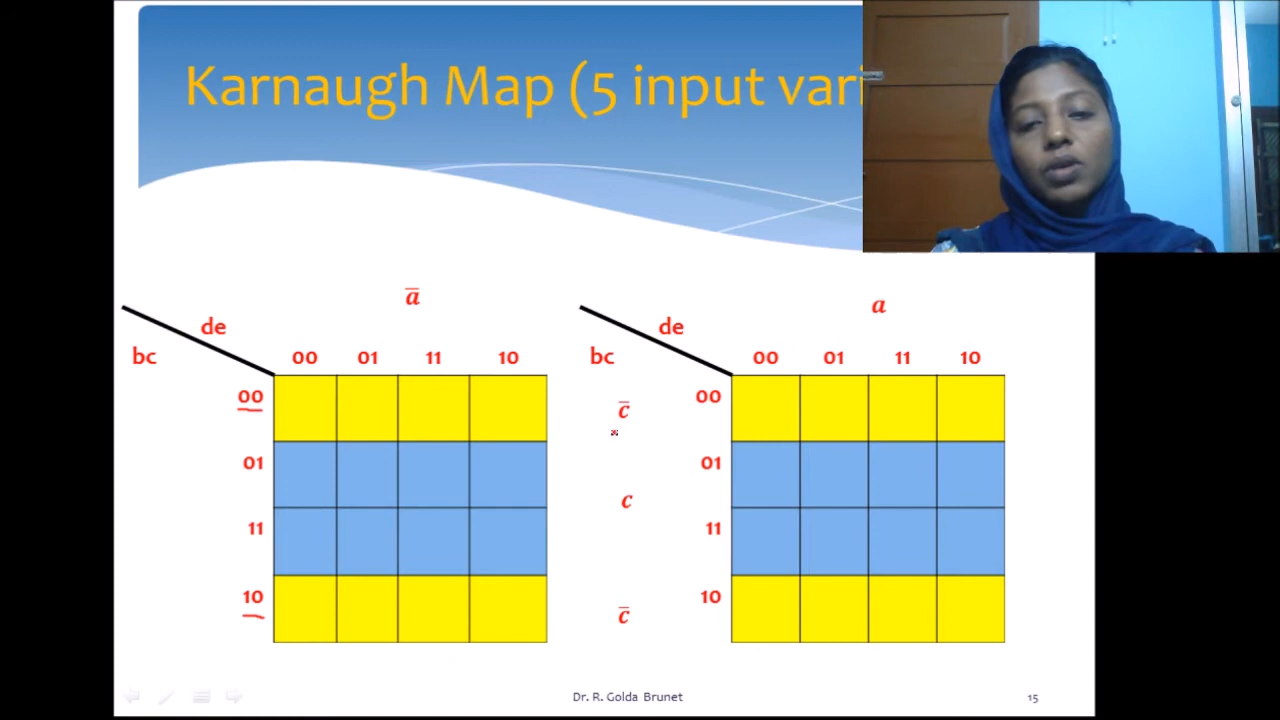 Karnaugh Map (5 input vari
a̅
a
de
de
bc
00 01 11 10
bc
00 01 11 10
00
c̅
00
01
01
c
11
11
10
c̅
10
Dr. R. Golda Brunet
15